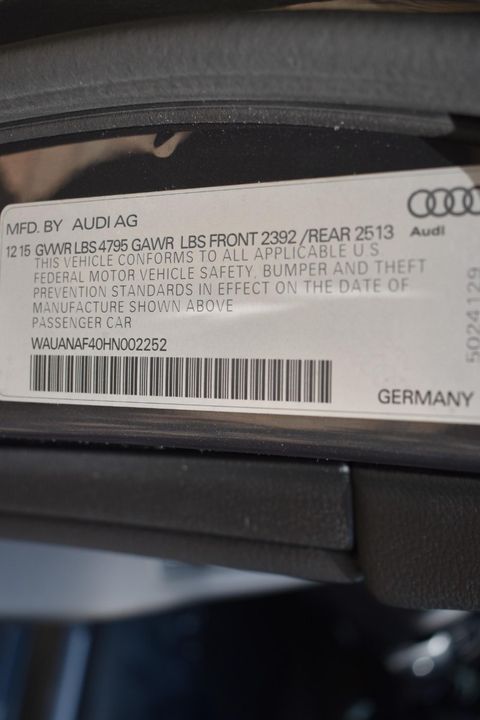 MFD. BY AUDI AG
Audi
12 15 GVWR LBS 4795 GAWR LBS FRONT 2392 /REAR 2513
THIS VEHICLE CONFORMS TO ALL APPLICABLE U S
FEDERAL MOTOR VEHICLE SAFETY, BUMPER AND THEFT
PREVENTION STANDARDS IN EFFECT ON THE DATE OF
MANUFACTURE SHOWN ABOVE
PASSENGER CAR
WAUANAF40HN002252
GERMANY
5024129